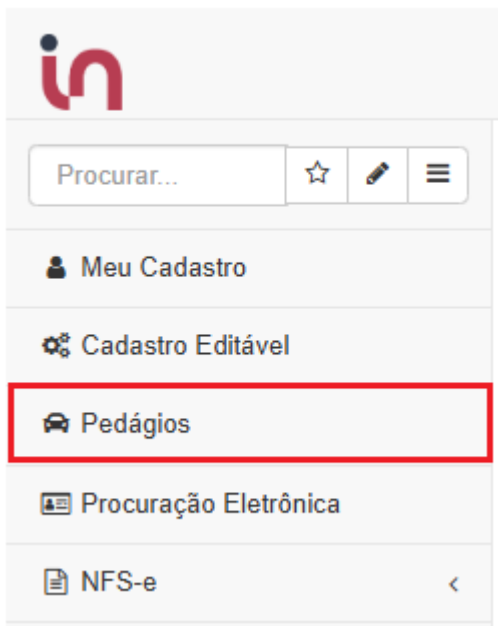 in
Procurar...
Meu Cadastro
Cadastro Editável
Pedágios
Procuração Eletrônica
NFS-e